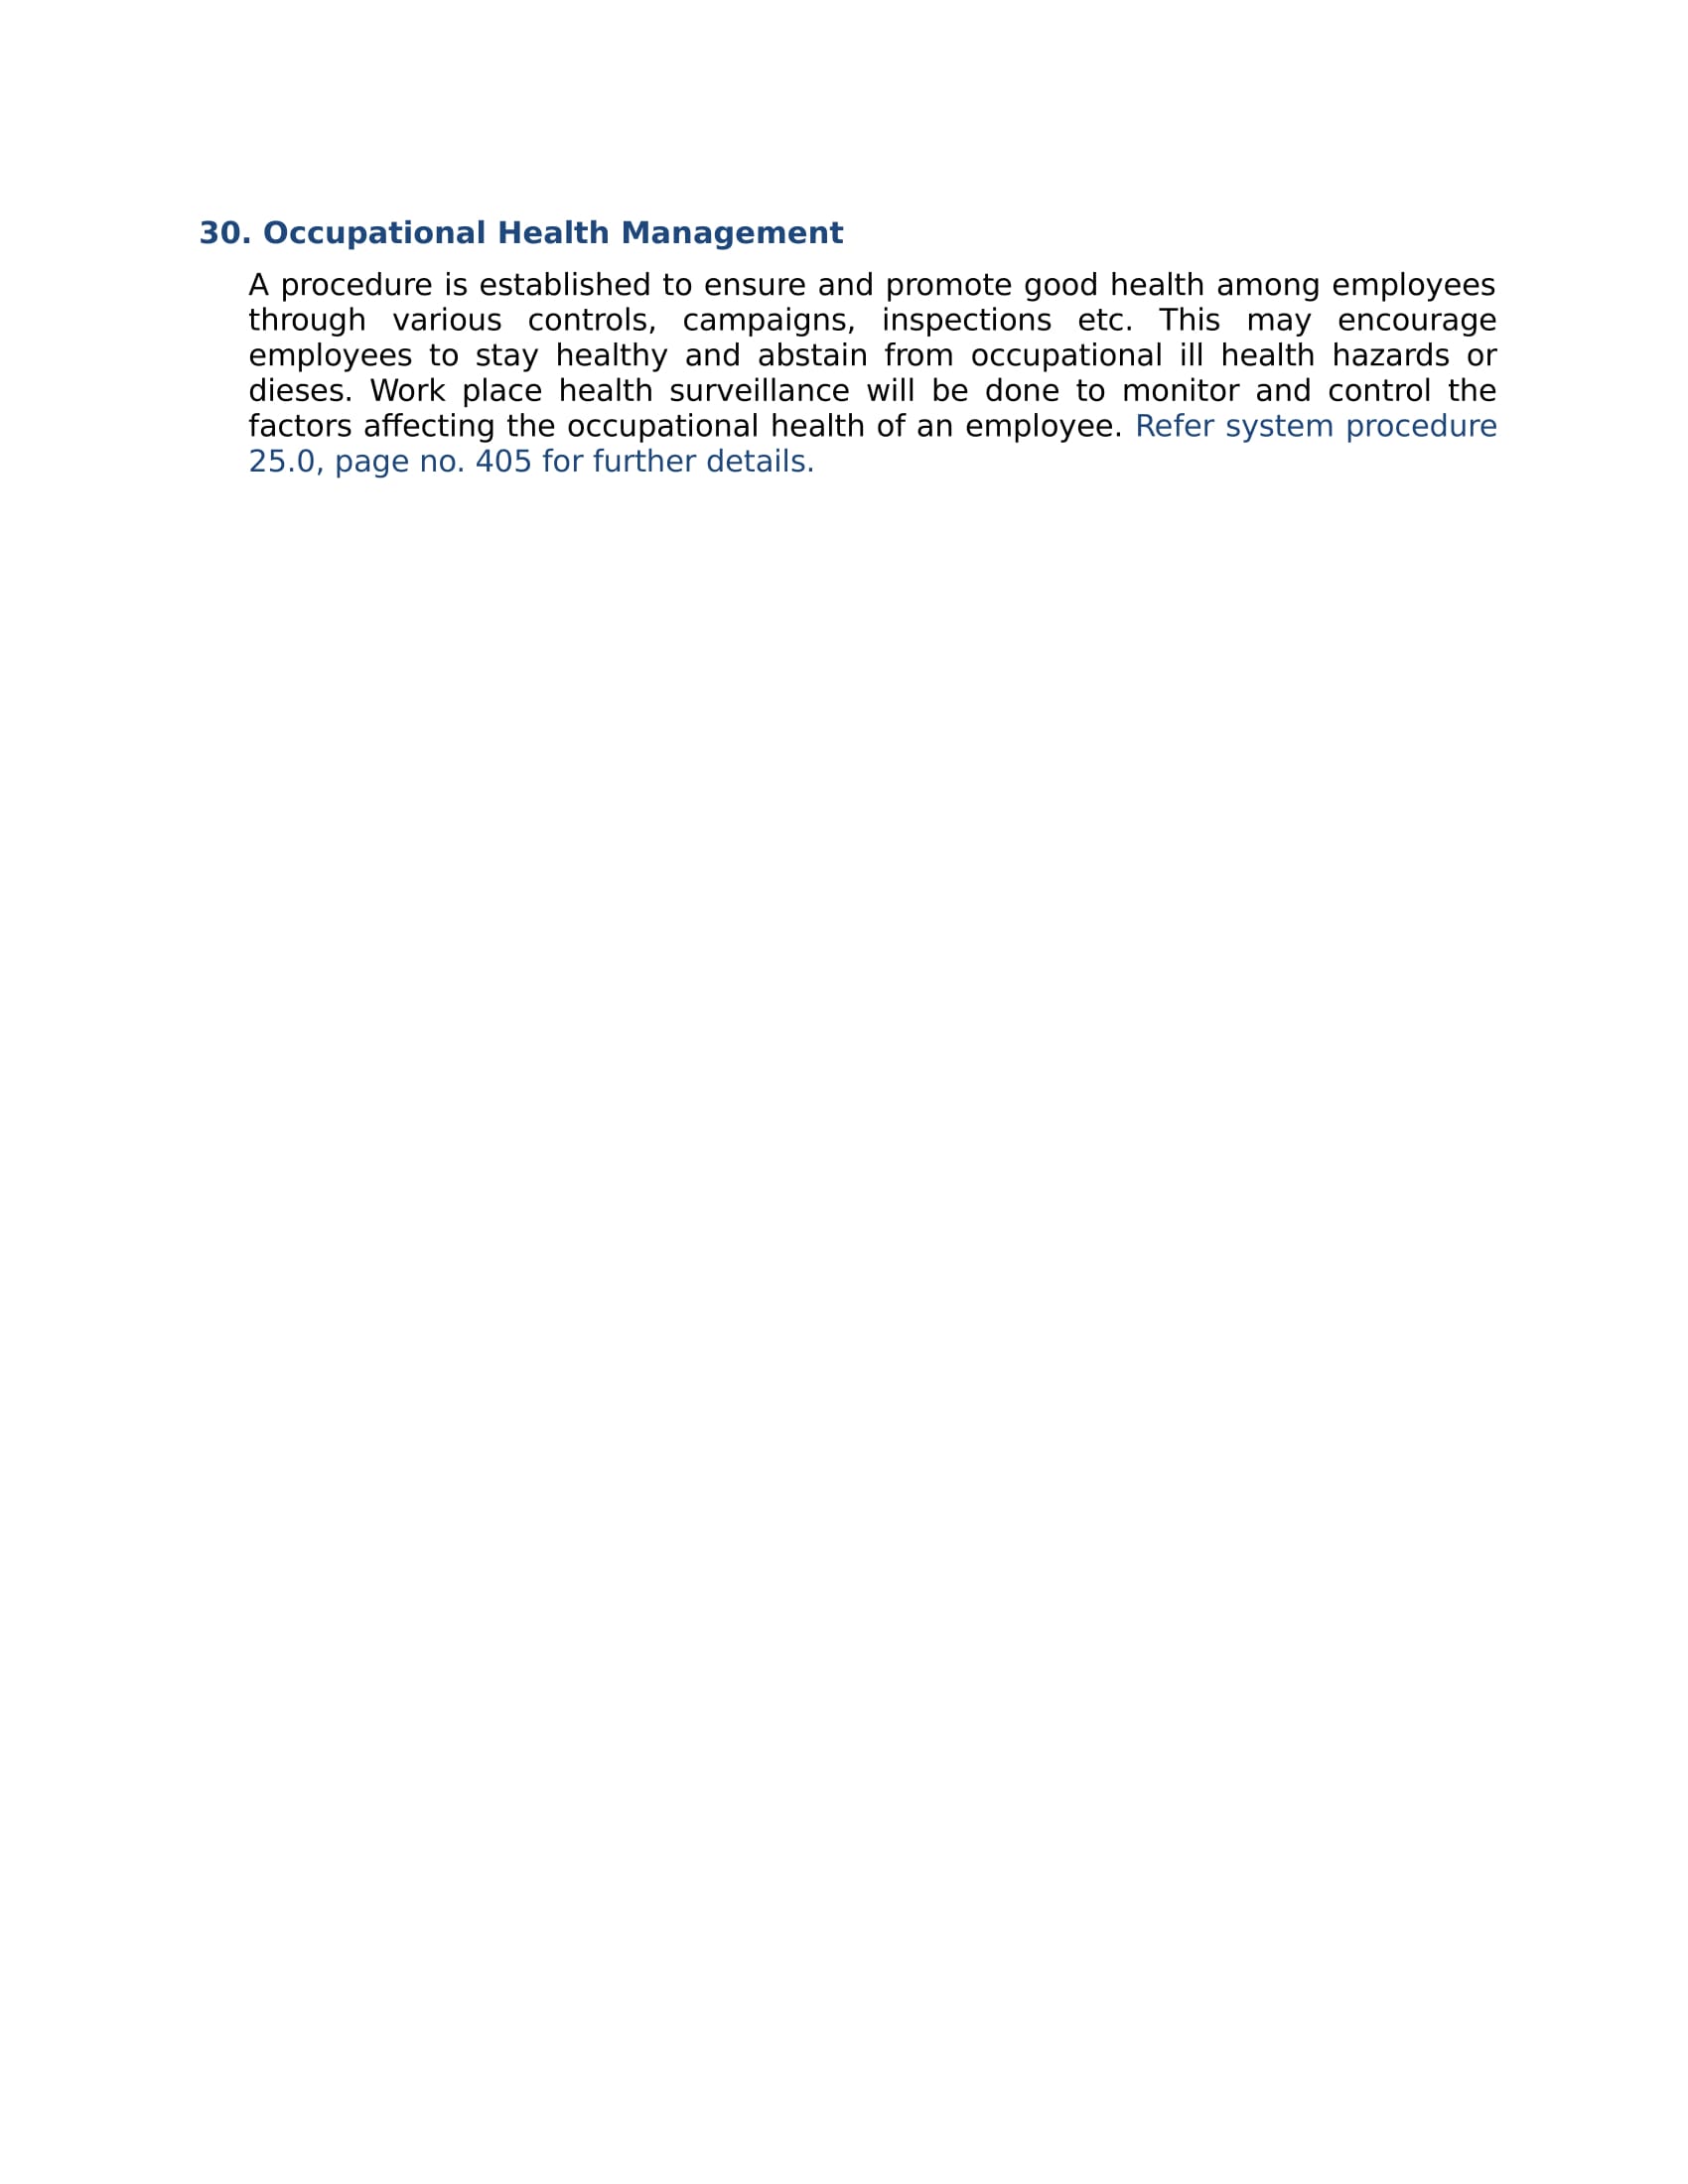 30. Occupational Health Management
A procedure is established to ensure and promote good health among employees
through various controls, campaigns, inspections etc. This may encourage
employees to stay healthy and abstain from occupational ill health hazards or
dieses. Work place health surveillance will be done to monitor and control the
factors affecting the occupational health of an employee. Refer system procedure
25.0, page no. 405 for further details.